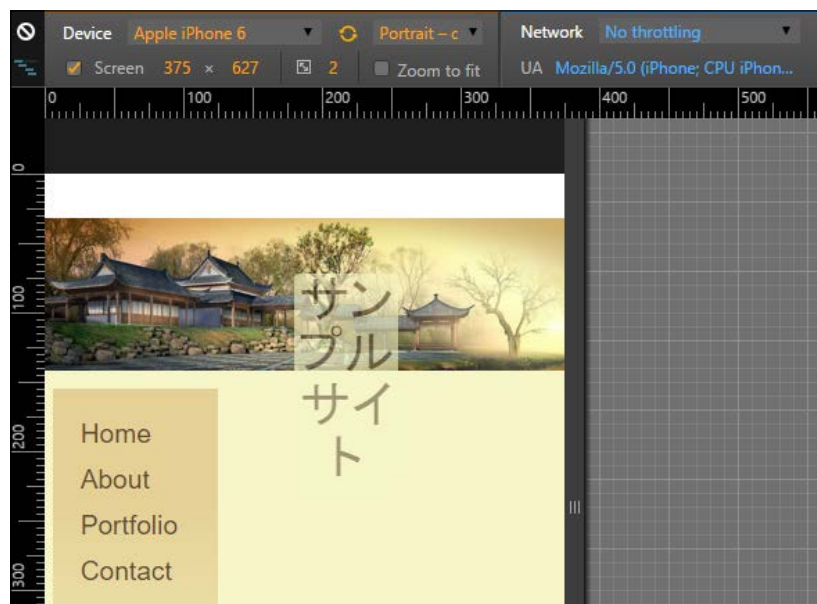 Device Apple iPhone 6 Portrait – c Network No throttling
Screen 375 × 627 2 Zoom to fit UA Mozilla/5.0 (iPhone; CPU iPhon...
0 100 200 300 400 500
0
100
200
300
サン
プル
サイ
ト
Home
About
Portfolio
Contact